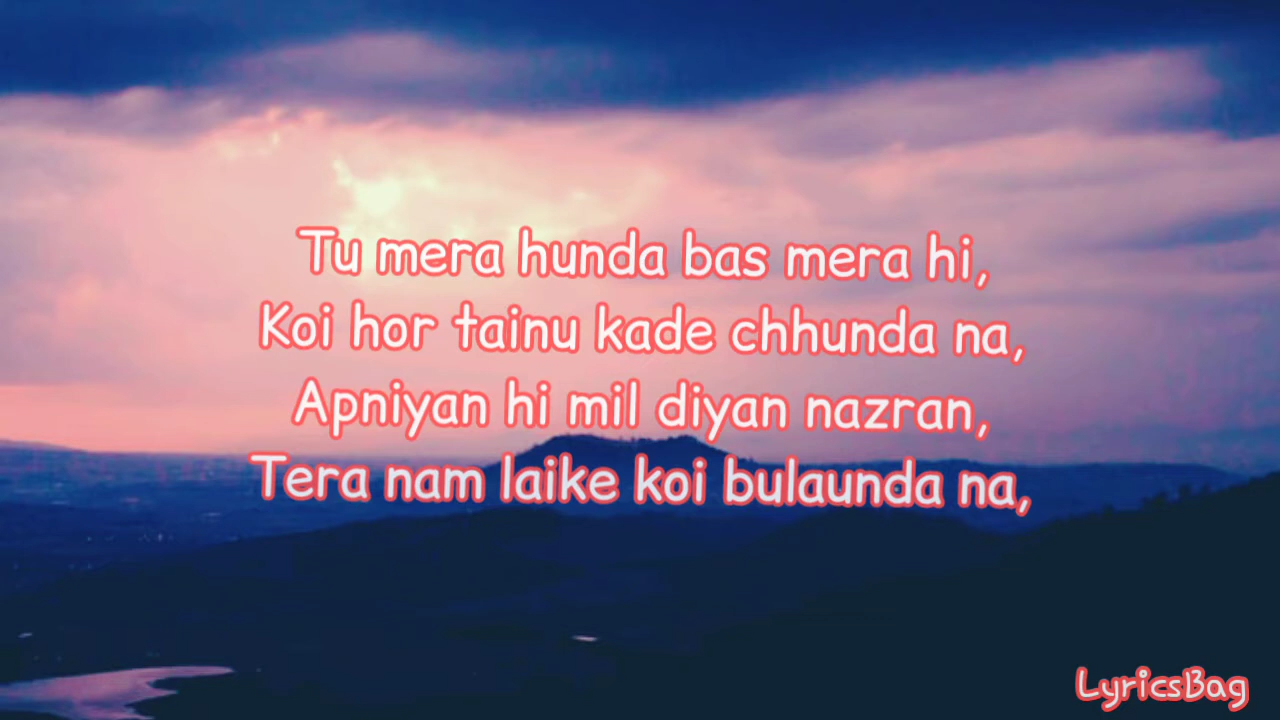 Tu mera hunda bas mera hi,
Koi hor tainu kade chhunda na,
Apniyan hi mil diyan nazran,
Tera nam laike koi bulaunda na,
LyricsBag